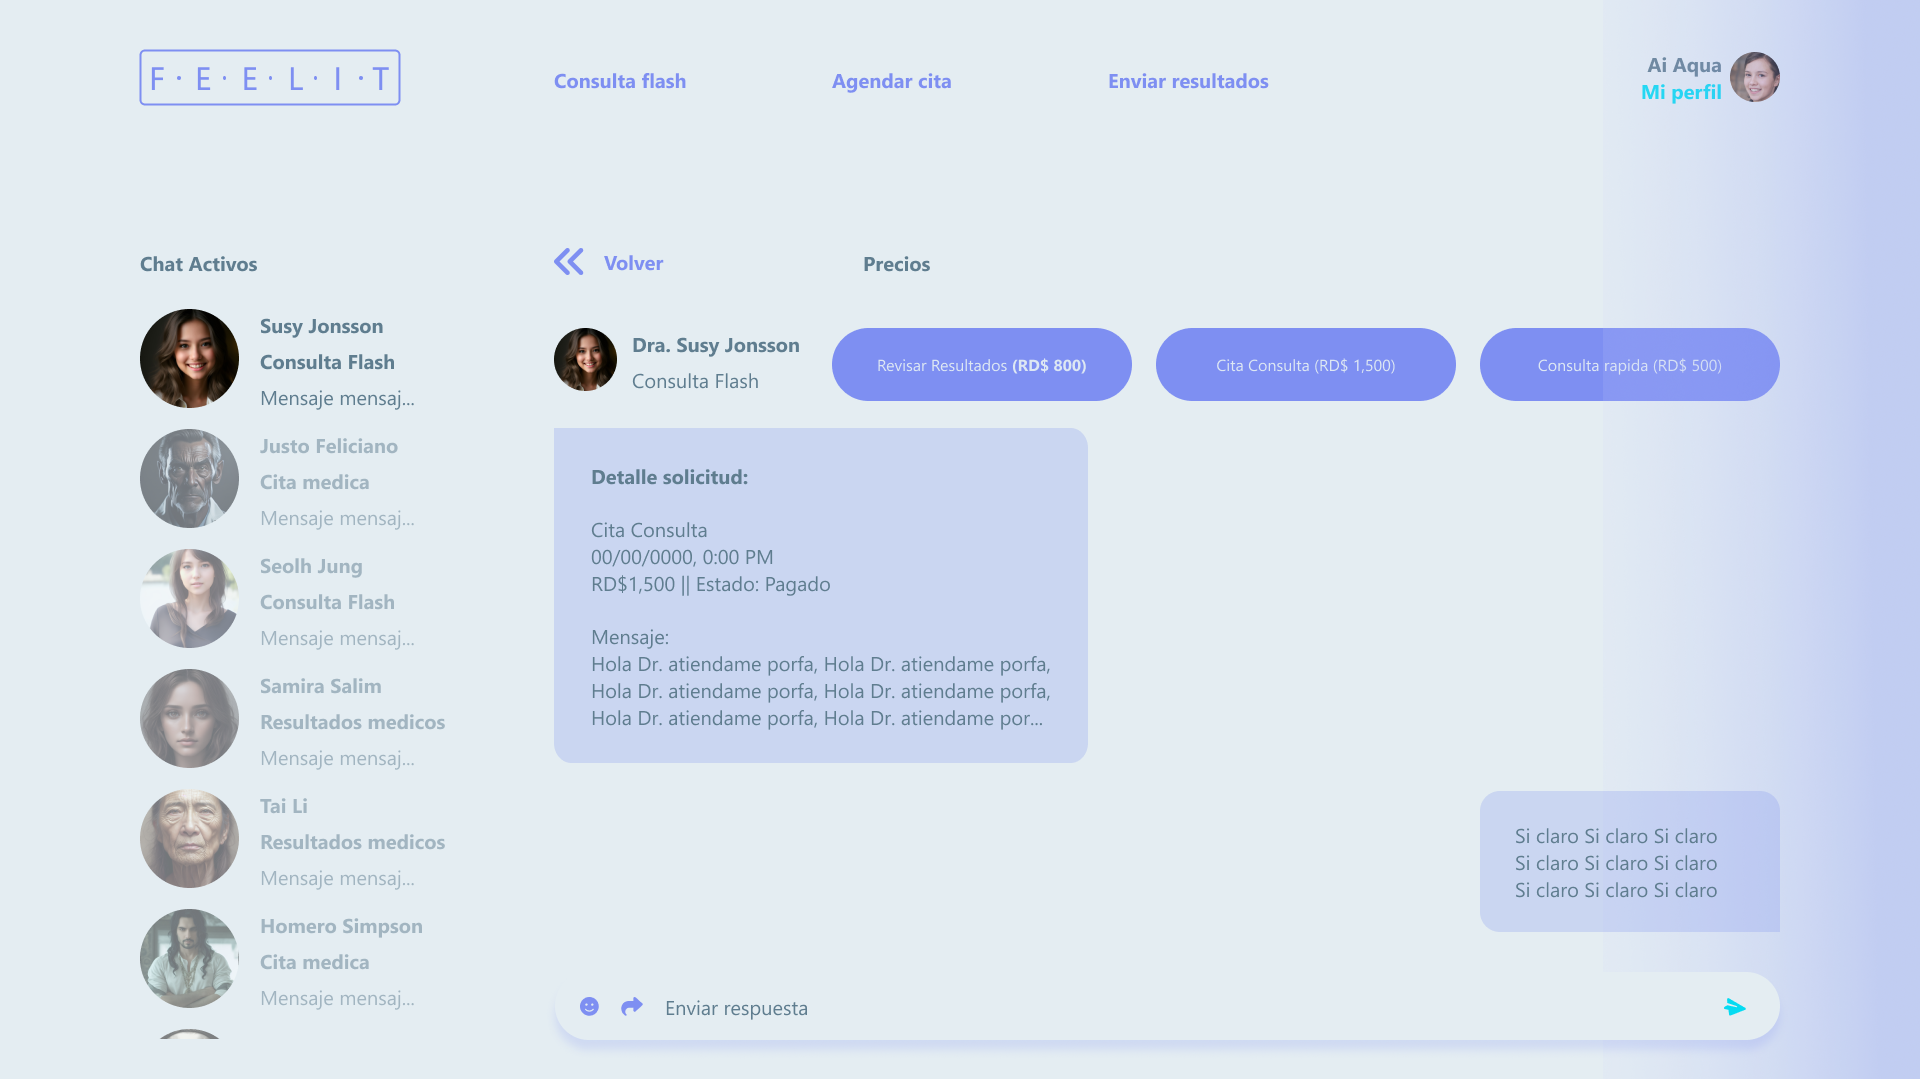 F·E·E·L·I·T
Consulta flash
Agendar cita
Enviar resultados
Ai Aqua
Mi perfil
Chat Activos
Susy Jonsson
Consulta Flash
Mensaje mensaj...
Justo Feliciano
Cita medica
Mensaje mensaj...
Seolh Jung
Consulta Flash
Mensaje mensaj...
Samira Salim
Resultados medicos
Mensaje mensaj...
Tai Li
Resultados medicos
Mensaje mensaj...
Homero Simpson
Cita medica
Mensaje mensaj...
Volver
Precios
Dra. Susy Jonsson
Consulta Flash
Revisar Resultados (RD$ 800)
Cita Consulta (RD$ 1,500)
Consulta rapida (RD$ 500)
Detalle solicitud:
Cita Consulta
00/00/0000, 0:00 PM
RD$1,500 || Estado: Pagado
Mensaje:
Hola Dr. atiendame porfa, Hola Dr. atiendame porfa,
Hola Dr. atiendame porfa, Hola Dr. atiendame porfa,
Hola Dr. atiendame porfa, Hola Dr. atiendame por...
Si claro Si claro Si claro
Si claro Si claro Si claro
Si claro Si claro Si claro
Enviar respuesta